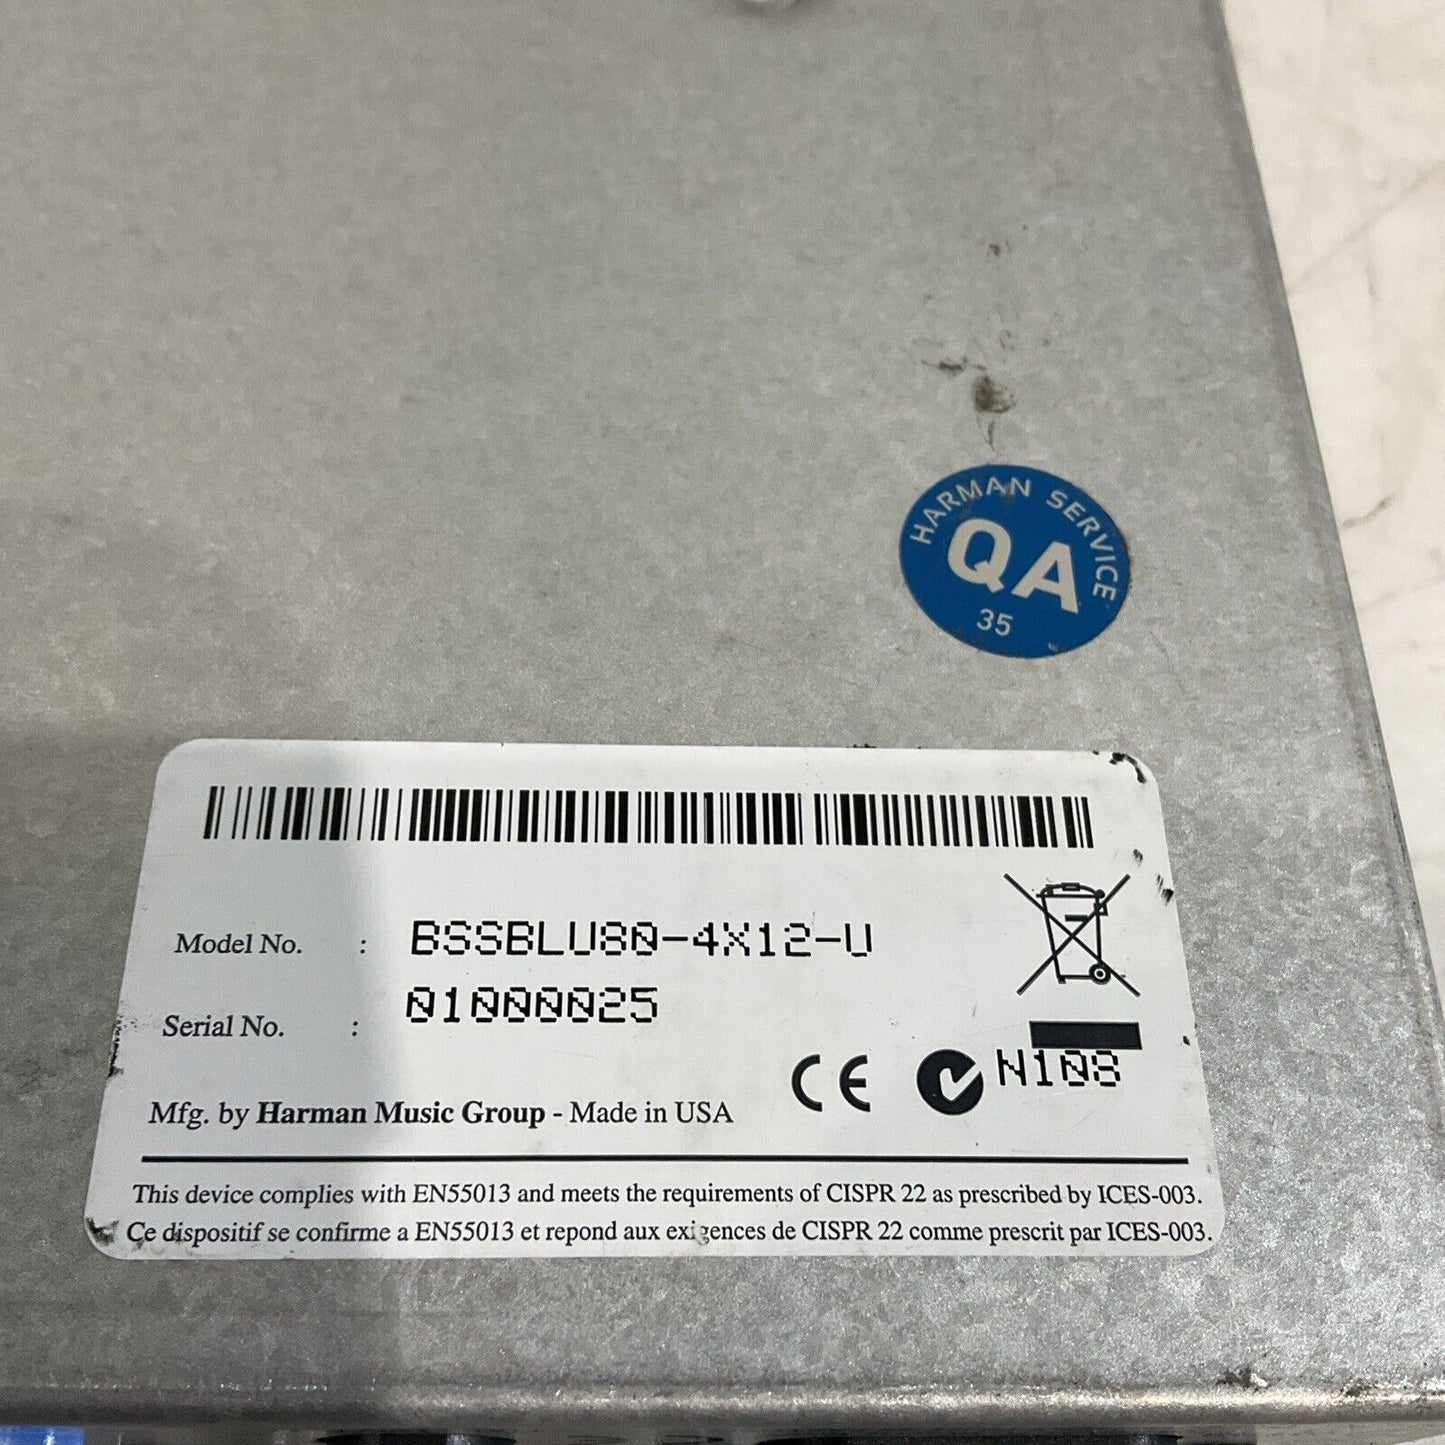 HARMAN SERVICE
QA
35
Model No. : BSSBLU80-4X12-U
Serial No. : 01000025
CE N108
Mfg. by Harman Music Group - Made in USA
This device complies with EN55013 and meets the requirements of CISPR 22 as prescribed by ICES-003.
Ce dispositif se confirme a EN55013 et repond aux exigences de CISPR 22 comme prescrit par ICES-003.